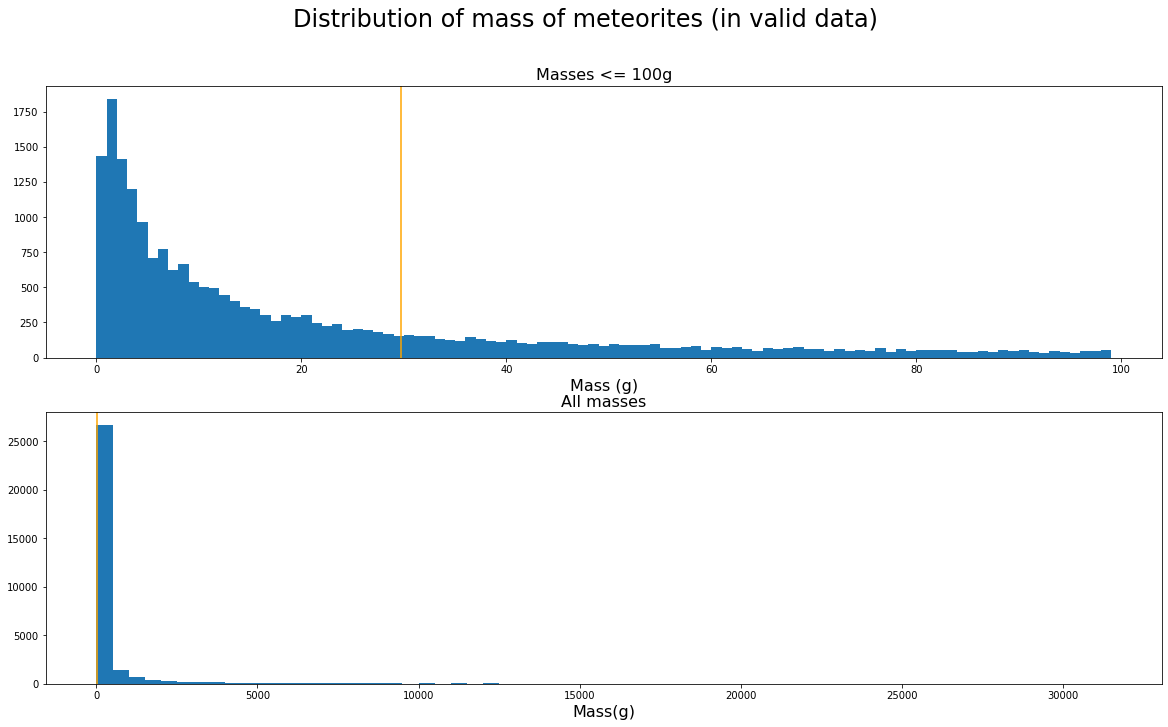 Distribution of mass of meteorites (in valid data)
Masses <= 100g
1750
1500
1250
1000
750
500
250
0
0 20 40 60 80 100
Mass (g)
All masses
25000
20000
15000
10000
5000
0
0 5000 10000 15000 20000 25000 30000
Mass(g)